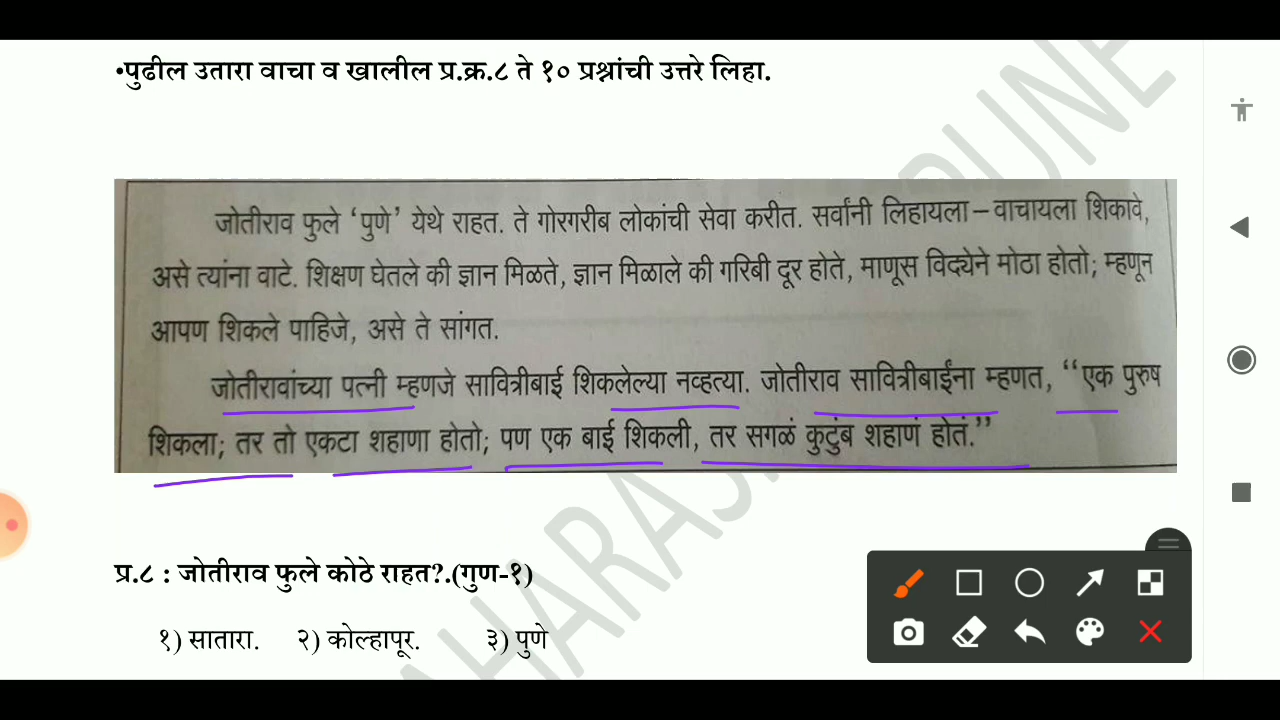 •पुढील उतारा वाचा व खालील प्र.क्र.८ ते १० प्रश्नांची उत्तरे लिहा.
जोतीराव फुले ‘पुणे’ येथे राहत. ते गोरगरीब लोकांची सेवा करीत. सर्वांनी लिहायला – वाचायला शिकावे,
असे त्यांना वाटे. शिक्षण घेतले की ज्ञान मिळते, ज्ञान मिळाले की गरिबी दूर होते, माणूस विद्येने मोठा होतो; म्हणून
आपण शिकले पाहिजे, असे ते सांगत.
जोतीरावांच्या पत्नी म्हणजे सावित्रीबाई शिकलेल्या नव्हत्या. जोतीराव सावित्रीबाईंना म्हणत, “एक पुरुष
शिकला; तर तो एकटा शहाणा होतो; पण एक बाई शिकली, तर सगळं कुटुंब शहाणं होतं.”
प्र.८ : जोतीराव फुले कोठे राहत?.(गुण-१)
१) सातारा. २) कोल्हापूर. ३) पुणे